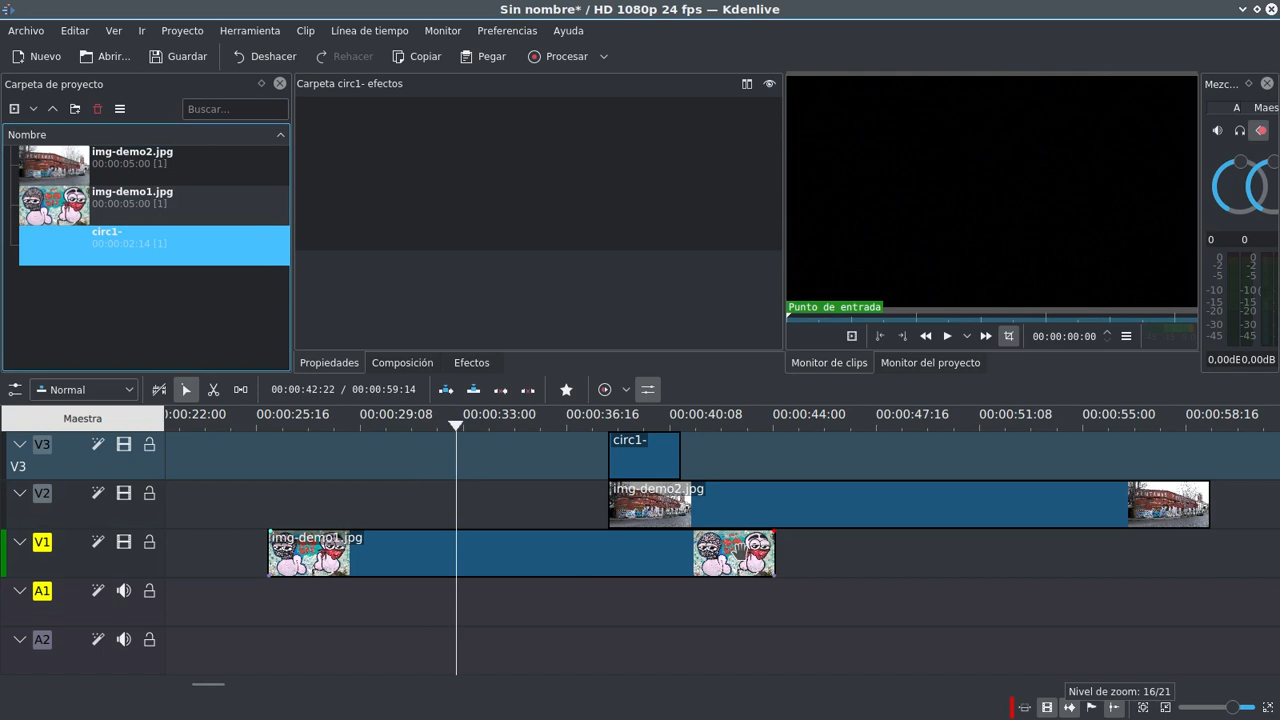 Sin nombre* / HD 1080p 24 fps — Kdenlive
Archivo Editar Ver Ir Proyecto Herramienta Clip Línea de tiempo Monitor Preferencias Ayuda
Nuevo Abrir... Guardar Deshacer Rehacer Copiar Pegar Procesar
Carpeta de proyecto
Buscar...
Nombre
img-demo2.jpg
00:00:05:00 [1]
img-demo1.jpg
00:00:05:00 [1]
circ1-
00:00:02:14 [1]
Carpeta circ1- efectos
Propiedades Composición Efectos
Punto de entrada
00:00:00:00
Monitor de clips Monitor del proyecto
Mezc...
A Maes
0 0
0 0
-2 -2
-5 -5
-10 -10
-15 -15
-20 -20
-30 -30
-45 -45
0,00dB 0,00dB
Normal 00:00:42:22 / 00:00:59:14
Maestra
:00:22:00 00:00:25:16 00:00:29:08 00:00:33:00 00:00:36:16 00:00:40:08 00:00:44:00 00:00:47:16 00:00:51:08 00:00:55:00 00:00:58:16
V3 circ1-
V3
V2 img-demo2.jpg
V1 img-demo1.jpg
A1
A2
Nivel de zoom: 16/21